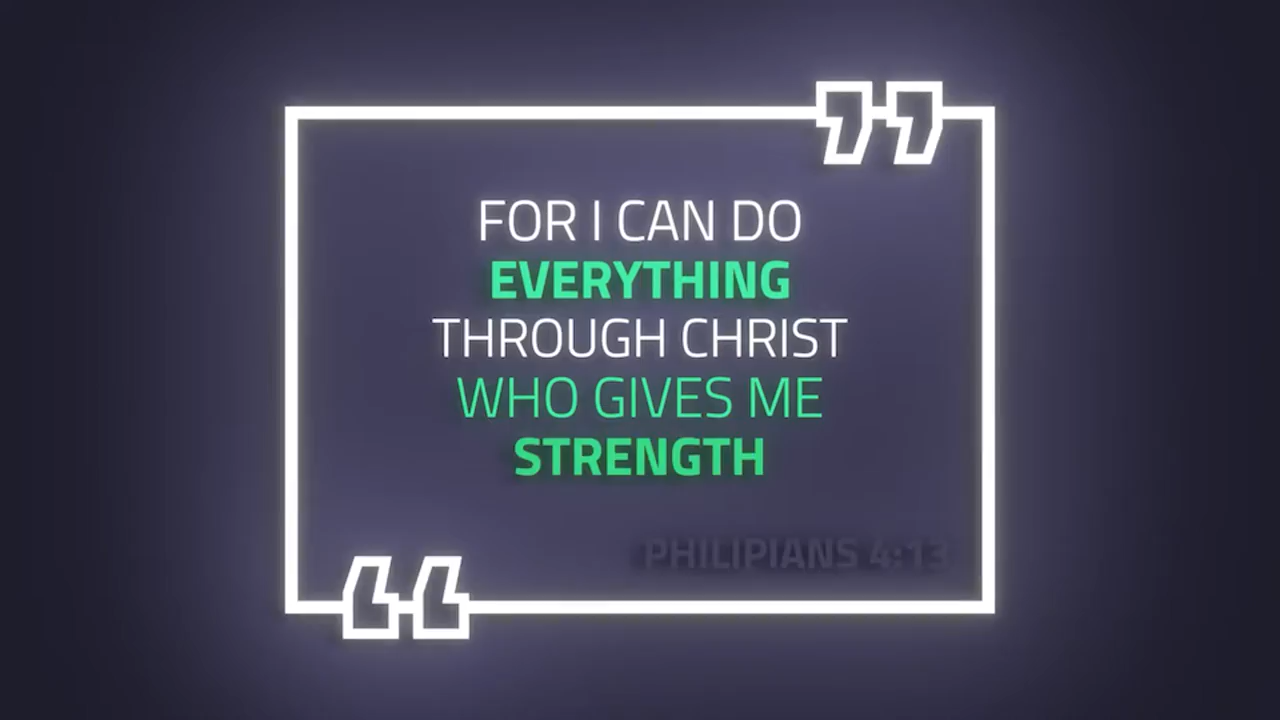 FOR I CAN DO
EVERYTHING
THROUGH CHRIST
WHO GIVES ME
STRENGTH
PHILIPIANS 4:13